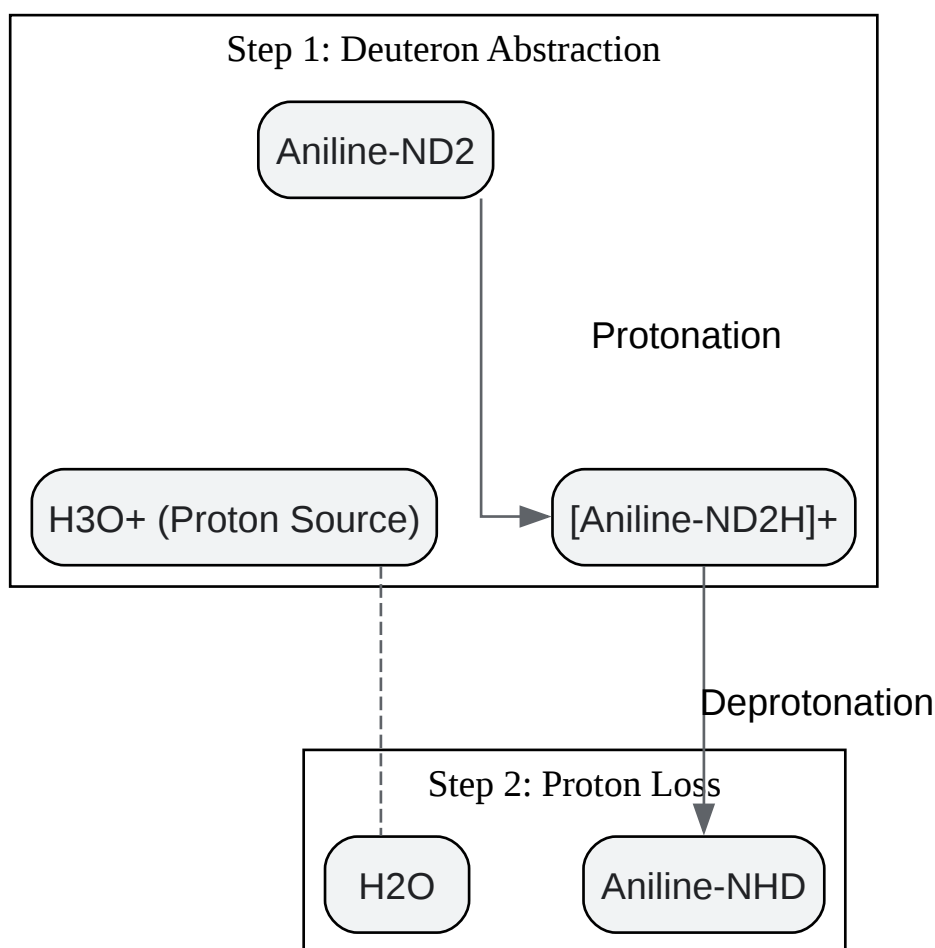 Step 1: Deuteron Abstraction
Aniline-ND2
Protonation
H3O+ (Proton Source)
[Aniline-ND2H]+
Deprotonation
Step 2: Proton Loss
H2O
Aniline-NHD